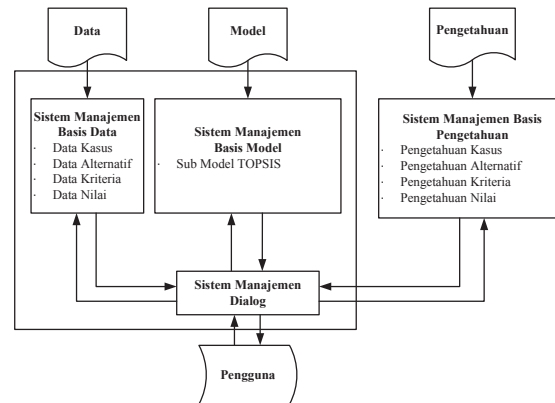 Data
Model
Pengetahuan
Sistem Manajemen
Basis Data
· Data Kasus
· Data Alternatif
· Data Kriteria
· Data Nilai
Sistem Manajemen
Basis Model
· Sub Model TOPSIS
Sistem Manajemen Basis
Pengetahuan
· Pengetahuan Kasus
· Pengetahuan Alternatif
· Pengetahuan Kriteria
· Pengetahuan Nilai
Sistem Manajemen
Dialog
Pengguna